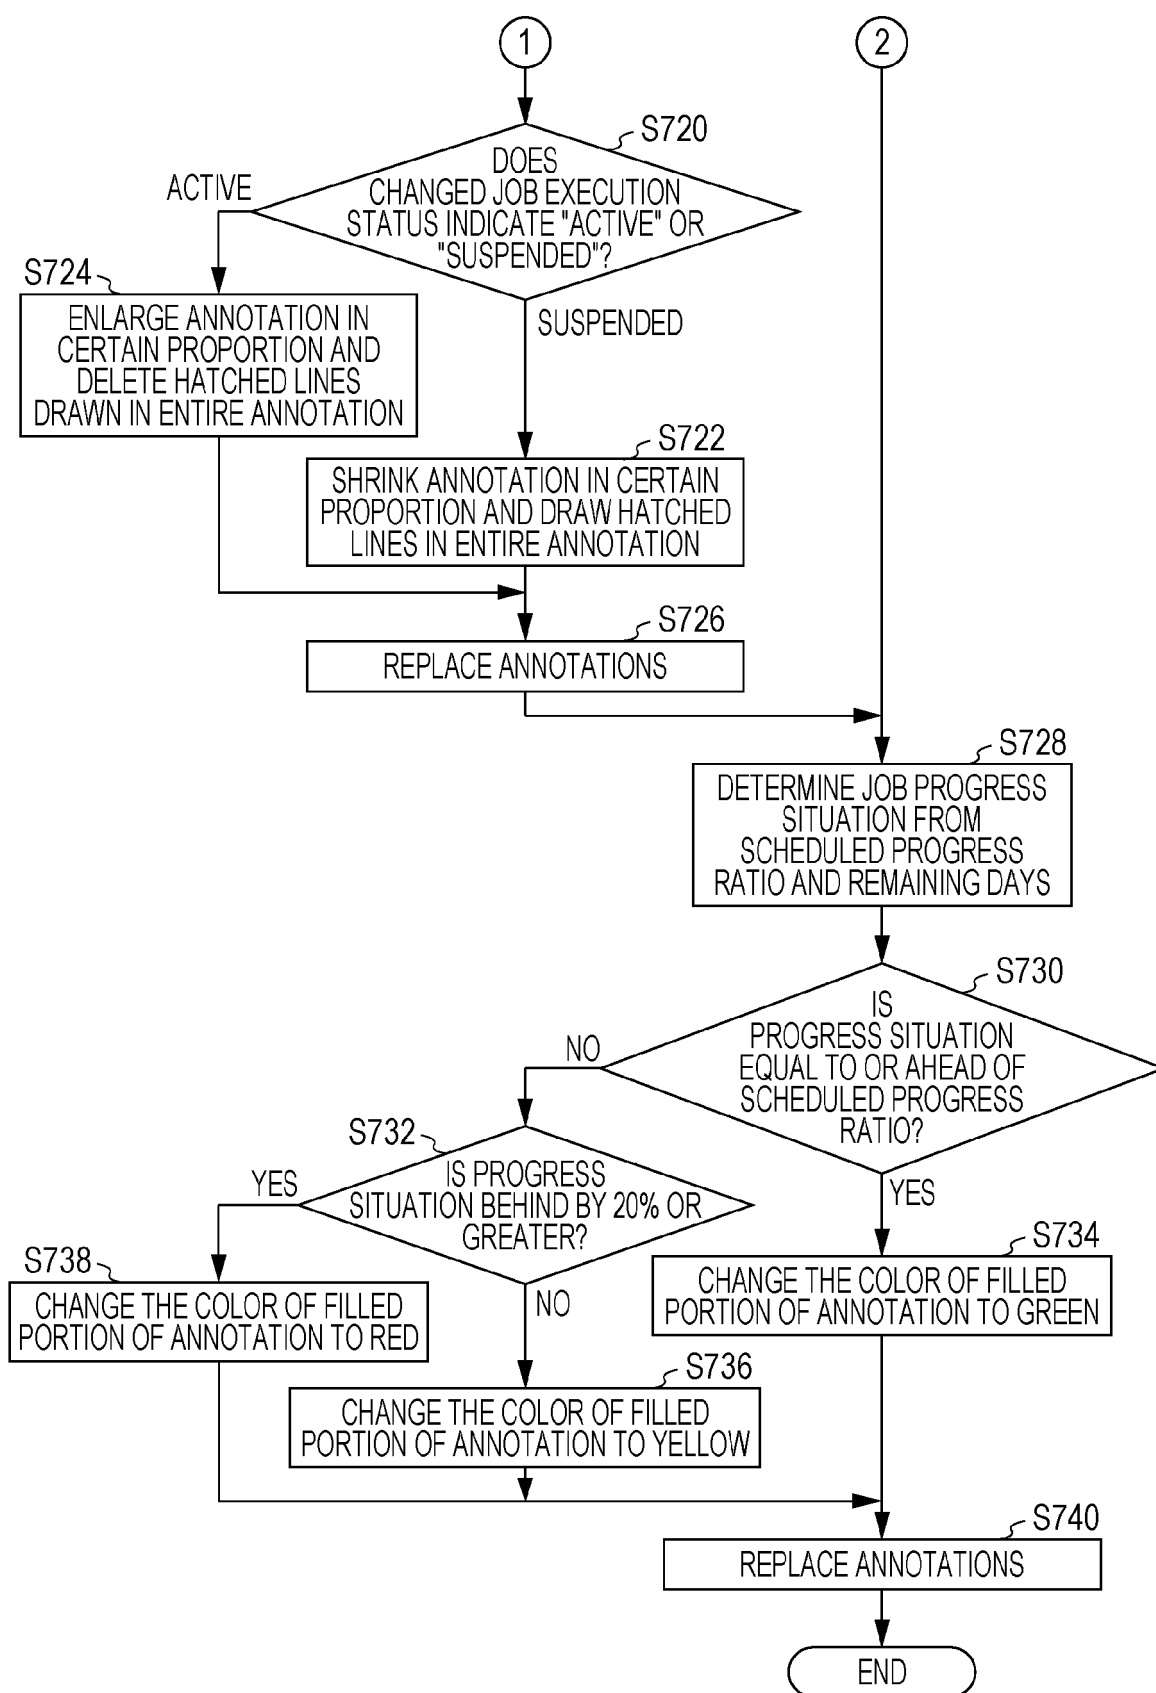 1
2
S720
DOES
CHANGED JOB EXECUTION
STATUS INDICATE "ACTIVE" OR
"SUSPENDED"?
ACTIVE
SUSPENDED
S724
ENLARGE ANNOTATION IN
CERTAIN PROPORTION AND
DELETE HATCHED LINES
DRAWN IN ENTIRE ANNOTATION
S722
SHRINK ANNOTATION IN CERTAIN
PROPORTION AND DRAW HATCHED
LINES IN ENTIRE ANNOTATION
S726
REPLACE ANNOTATIONS
S728
DETERMINE JOB PROGRESS
SITUATION FROM
SCHEDULED PROGRESS
RATIO AND REMAINING DAYS
S730
IS
PROGRESS SITUATION
EQUAL TO OR AHEAD OF
SCHEDULED PROGRESS
RATIO?
NO
YES
S732
IS PROGRESS
SITUATION BEHIND BY 20% OR
GREATER?
YES
NO
S734
CHANGE THE COLOR OF FILLED
PORTION OF ANNOTATION TO GREEN
S738
CHANGE THE COLOR OF FILLED
PORTION OF ANNOTATION TO RED
S736
CHANGE THE COLOR OF FILLED
PORTION OF ANNOTATION TO YELLOW
S740
REPLACE ANNOTATIONS
END